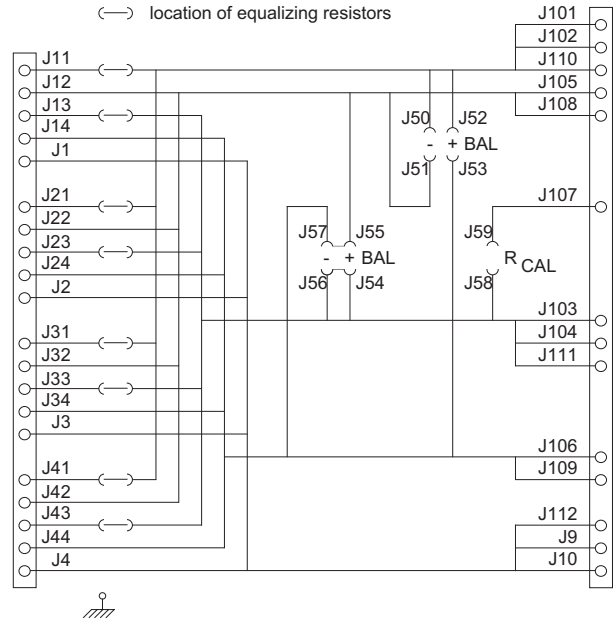 location of equalizing resistors
J101
J102
J11 J110
J12 J105
J13 J108
J14 J50 J52
J1 - + BAL
J51 J53
J21 J107
J22 J57 J55 J59
J23 - + BAL R CAL
J24 J56 J54 J58
J2
J103
J31 J104
J32 J111
J33
J34
J3
J106
J41 J109
J42
J43 J112
J44 J9
J4 J10